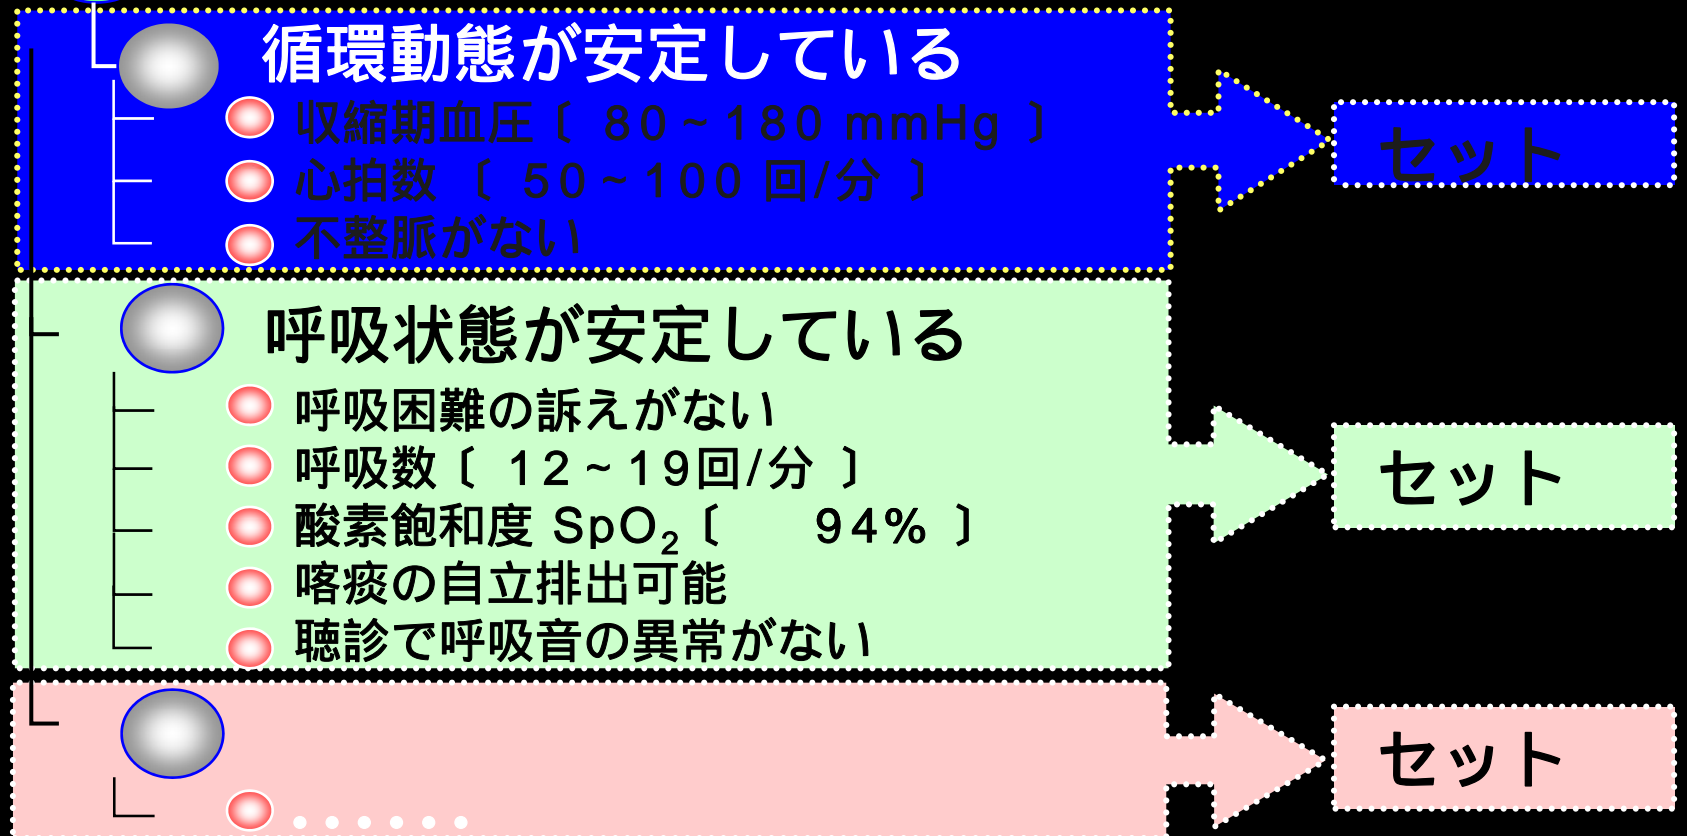 循環動態が安定している
収縮期血圧〔 80~180 mmHg 〕
心拍数 〔 50~100 回/分 〕
不整脈がない
セット
呼吸状態が安定している
呼吸困難の訴えがない
呼吸数〔 12~19回/分 〕
酸素飽和度 SpO₂〔 94% 〕
喀痰の自立排出可能
聴診で呼吸音の異常がない
セット
・・・・・・
セット